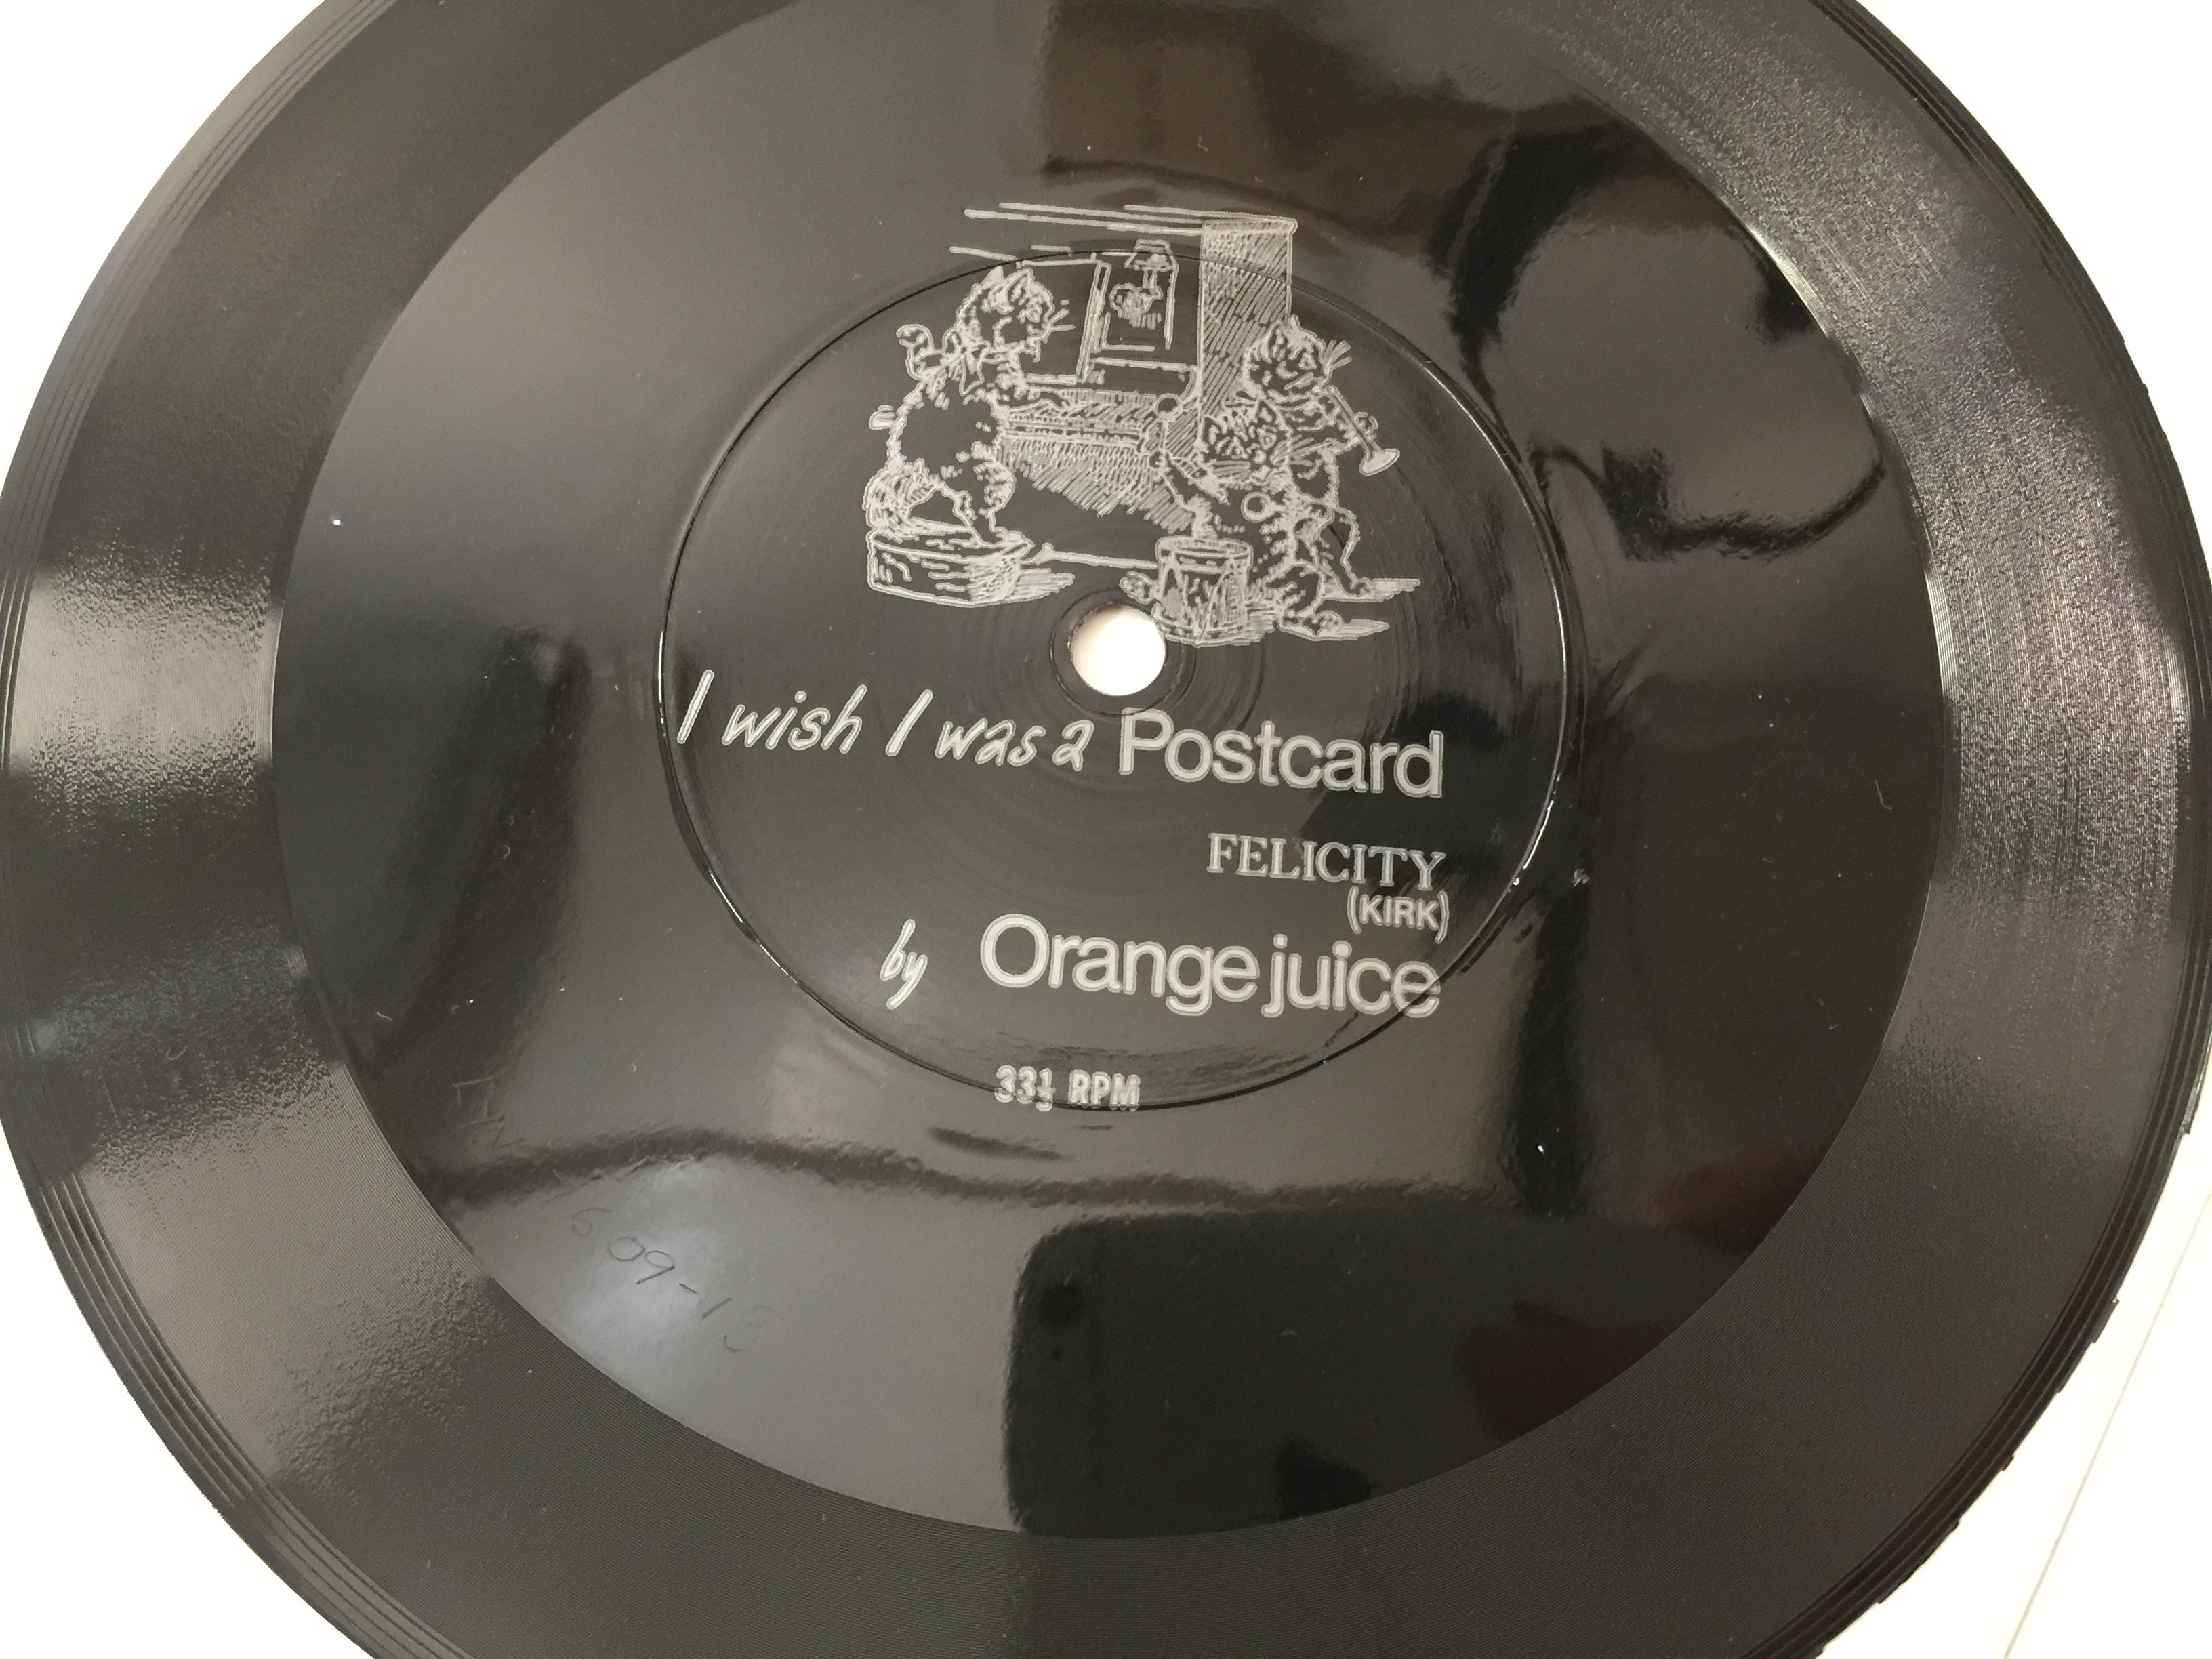 I wish I was a Postcard
FELICITY
(KIRK)
by Orange juice
33⅓ RPM